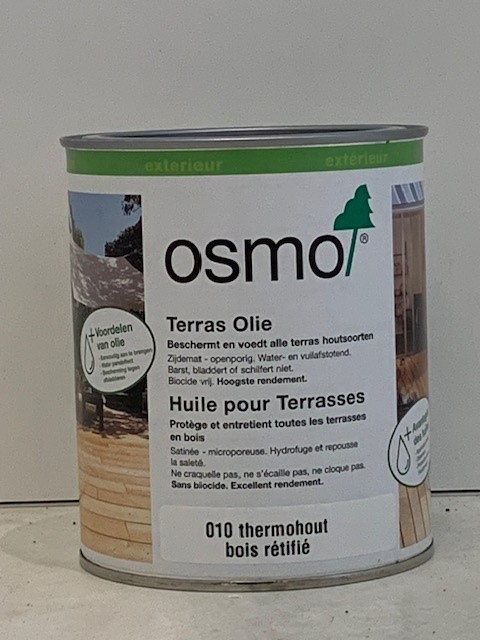 exterieur
extérieur
osmo®
Terras Olie
Beschermt en voedt alle terras houtsoorten
Zijdemat - openporig. Water- en vuilafstotend.
Barst, bladdert of schilfert niet.
Biocide vrij. Hoogste rendement.
Huile pour Terrasses
Protège et entretient toutes les terrasses
en bois
Satinée - microporeuse. Hydrofuge et repousse
la saleté.
Ne craquelle pas, ne s'écaille pas, ne cloque pas.
Sans biocide. Excellent rendement.
010 thermohout
bois rétifié
Voordelen
van olie